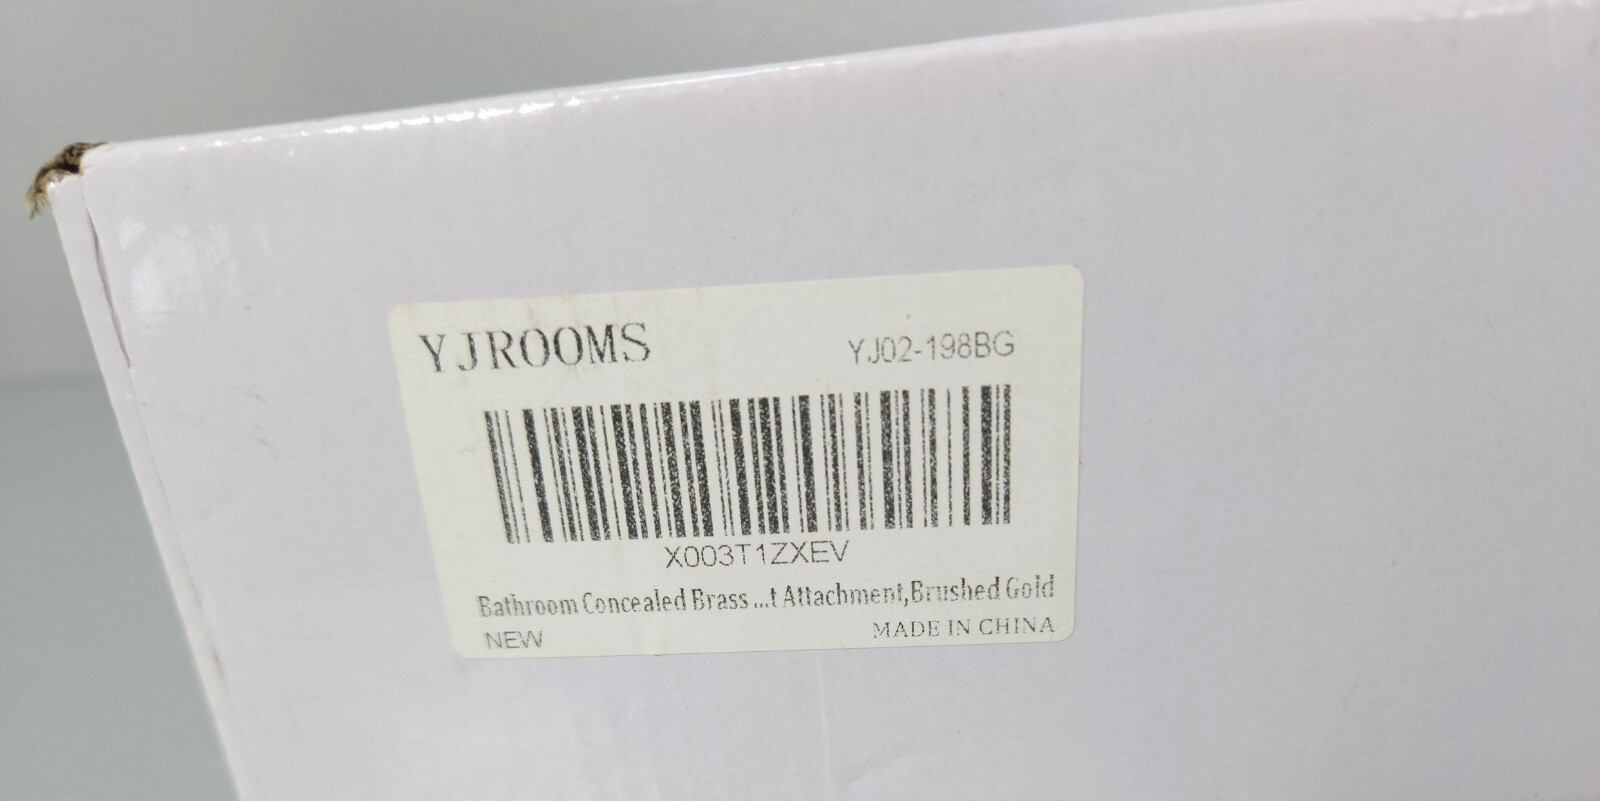 YJROOMS YJ02-198BG
X003T1ZXEV
Bathroom Concealed Brass ...t Attachment,Brushed Gold
NEW MADE IN CHINA